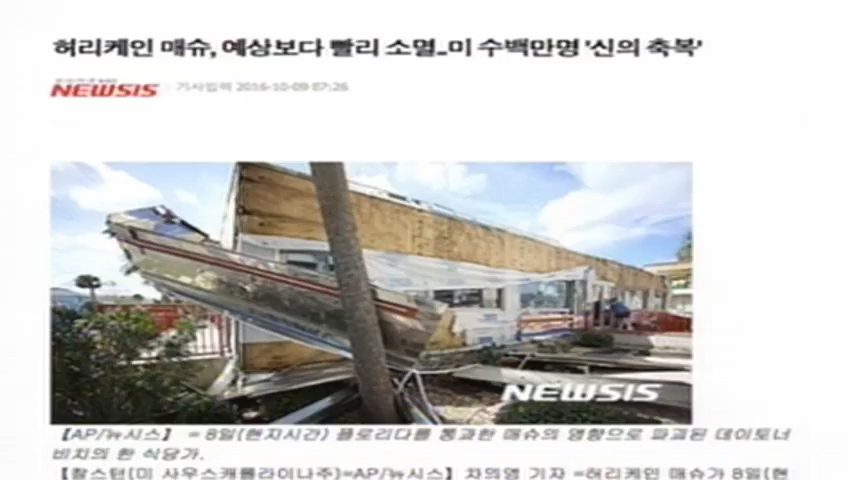 허리케인 매슈, 예상보다 빨리 소멸...미 수백만명 '신의 축복'
NEWSIS 기사입력 2016-10-09 07:26
NEWSIS
【AP/뉴시스】 = 8일(현지시간) 플로리다를 통과한 매슈의 영향으로 파괴된 데이토너
비치의 한 식당가.
【찰스턴(미 사우스캐롤라이나주)=AP/뉴시스】 차의영 기자 =허리케인 매슈가 8일(현